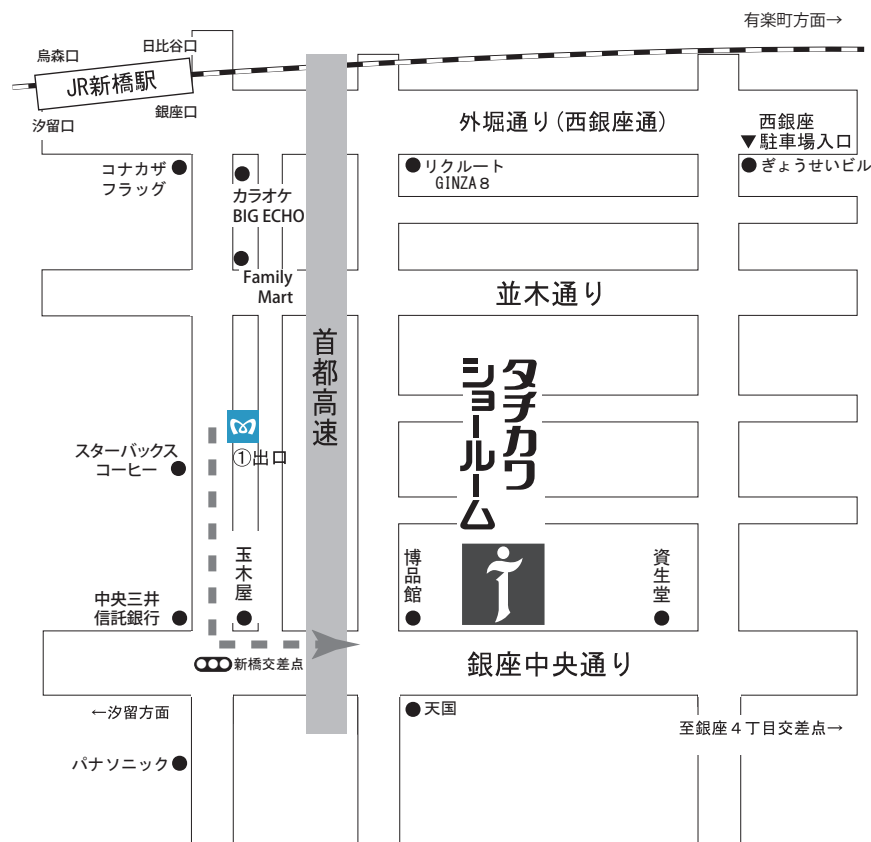 有楽町方面→
日比谷口
烏森口
JR新橋駅
銀座口
汐留口
外堀通り(西銀座通)
西銀座
▼駐車場入口
ぎょうせいビル
コナカザ
フラッグ
カラオケ
BIG ECHO
リクルート
GINZA8
Family
Mart
並木通り
首都高速
タチカワ
ショールーム
①出口
スターバックス
コーヒー
玉木屋
博品館
資生堂
中央三井
信託銀行
新橋交差点
銀座中央通り
←汐留方面
天国
至銀座4丁目交差点→
パナソニック